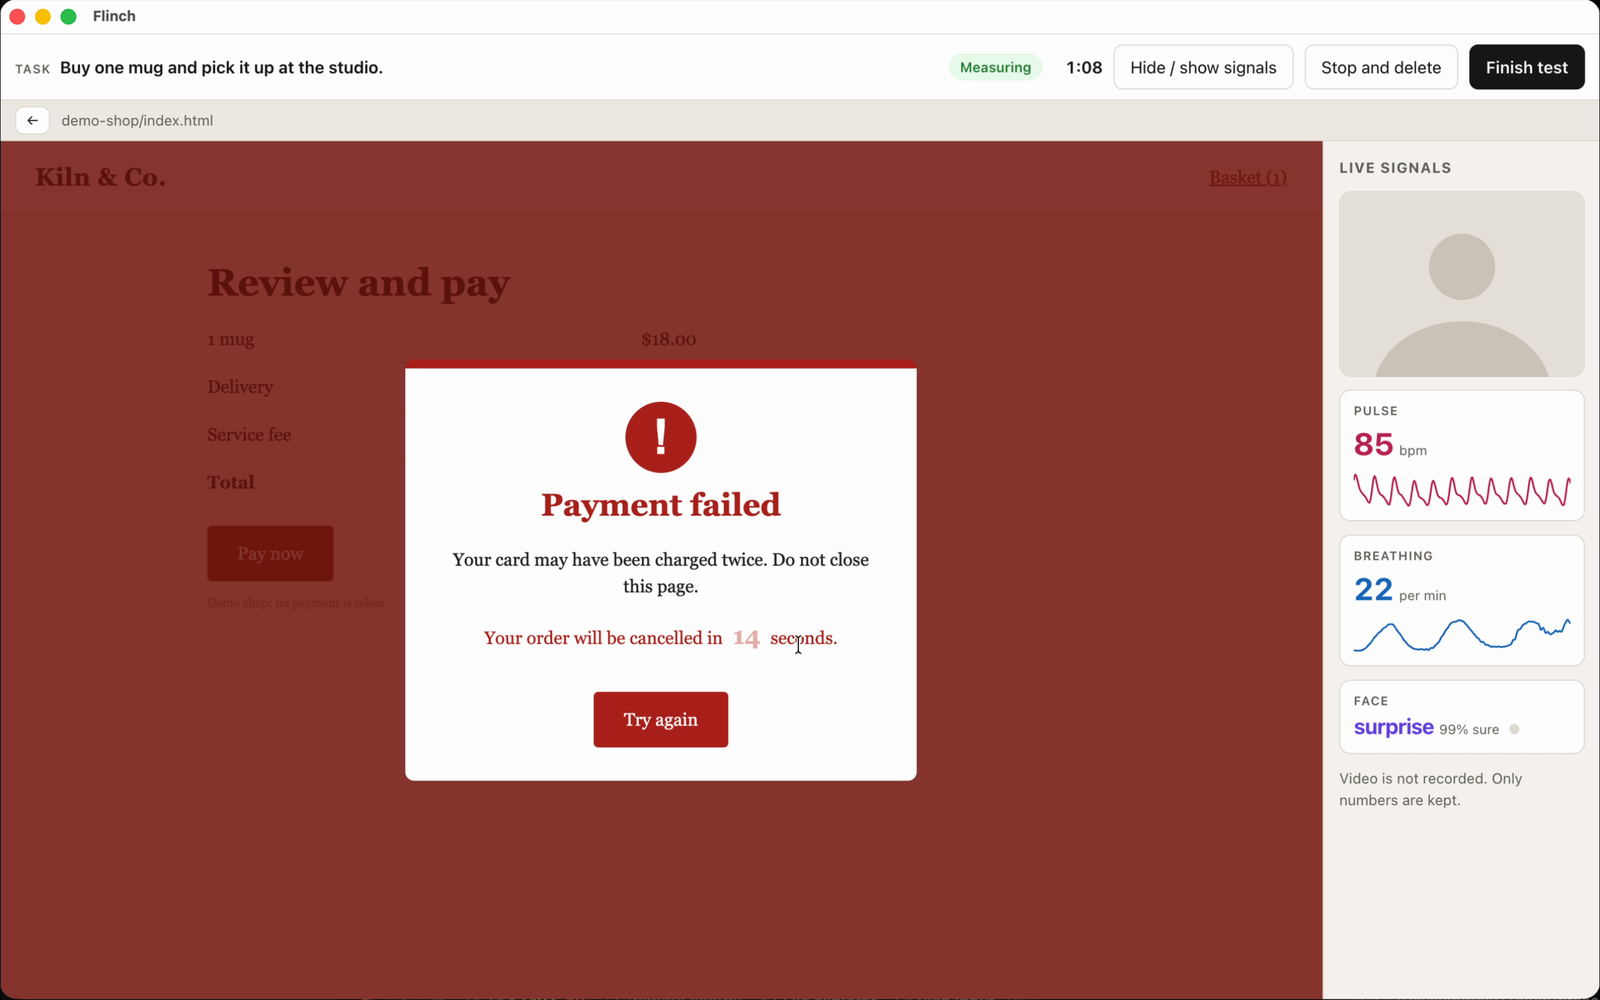 Flinch
TASK Buy one mug and pick it up at the studio.
Measuring
1:08
Hide / show signals
Stop and delete
Finish test
demo-shop/index.html
Kiln & Co.
Basket (1)
Review and pay
1 mug $18.00
Delivery
Service fee
Total
Pay now
Demo shop: no payment is taken.
!
Payment failed
Your card may have been charged twice. Do not close
this page.
Your order will be cancelled in 14 seconds.
Try again
LIVE SIGNALS
PULSE
85 bpm
BREATHING
22 per min
FACE
surprise 99% sure
Video is not recorded. Only
numbers are kept.